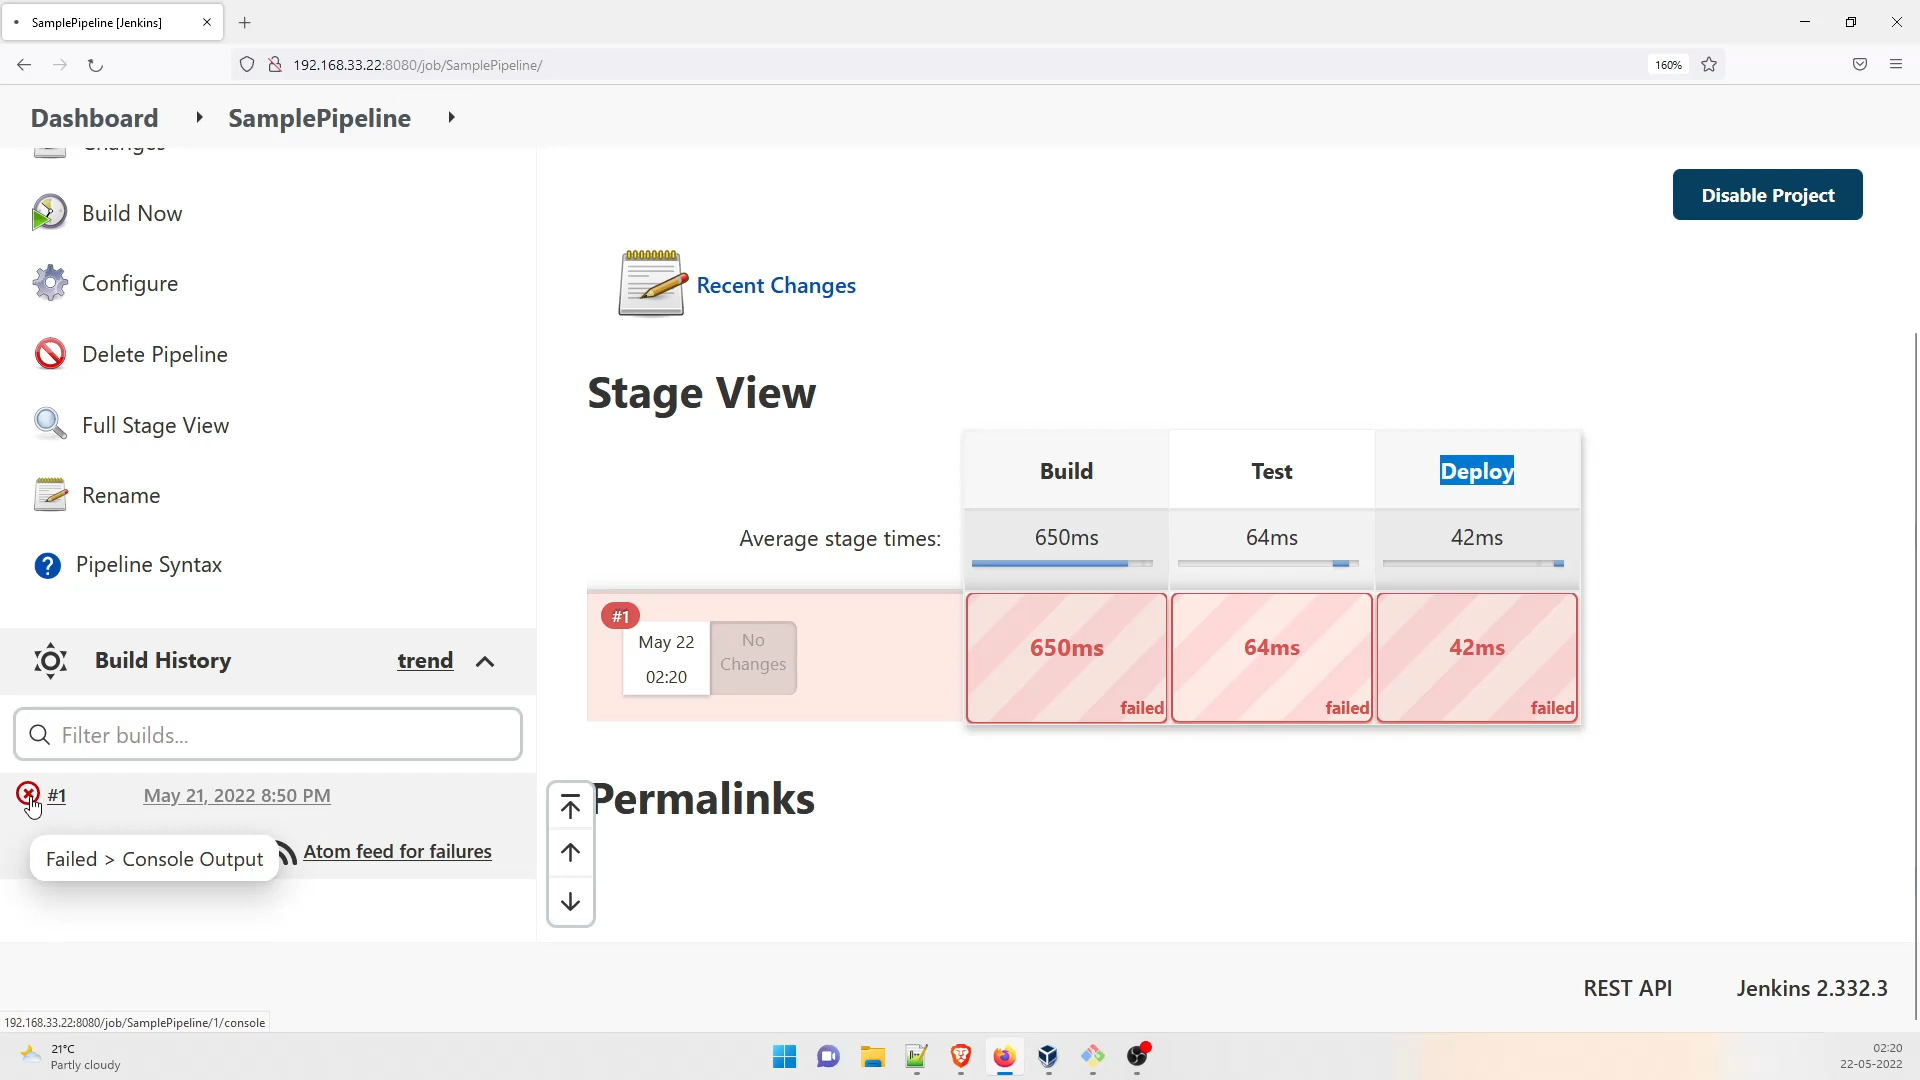 SamplePipeline [Jenkins]
192.168.33.22:8080/job/SamplePipeline/
160%
Dashboard
SamplePipeline
Changes
Build Now
Configure
Delete Pipeline
Full Stage View
Rename
Pipeline Syntax
Build History
trend
Filter builds...
#1
May 21, 2022 8:50 PM
Failed > Console Output
Atom feed for failures
Disable Project
Recent Changes
Stage View
Build
Test
Deploy
Average stage times:
650ms
64ms
42ms
#1
May 22
02:20
No
Changes
650ms
failed
64ms
failed
42ms
failed
Permalinks
REST API
Jenkins 2.332.3
192.168.33.22:8080/job/SamplePipeline/1/console
21°C
Partly cloudy
02:20
22-05-2022